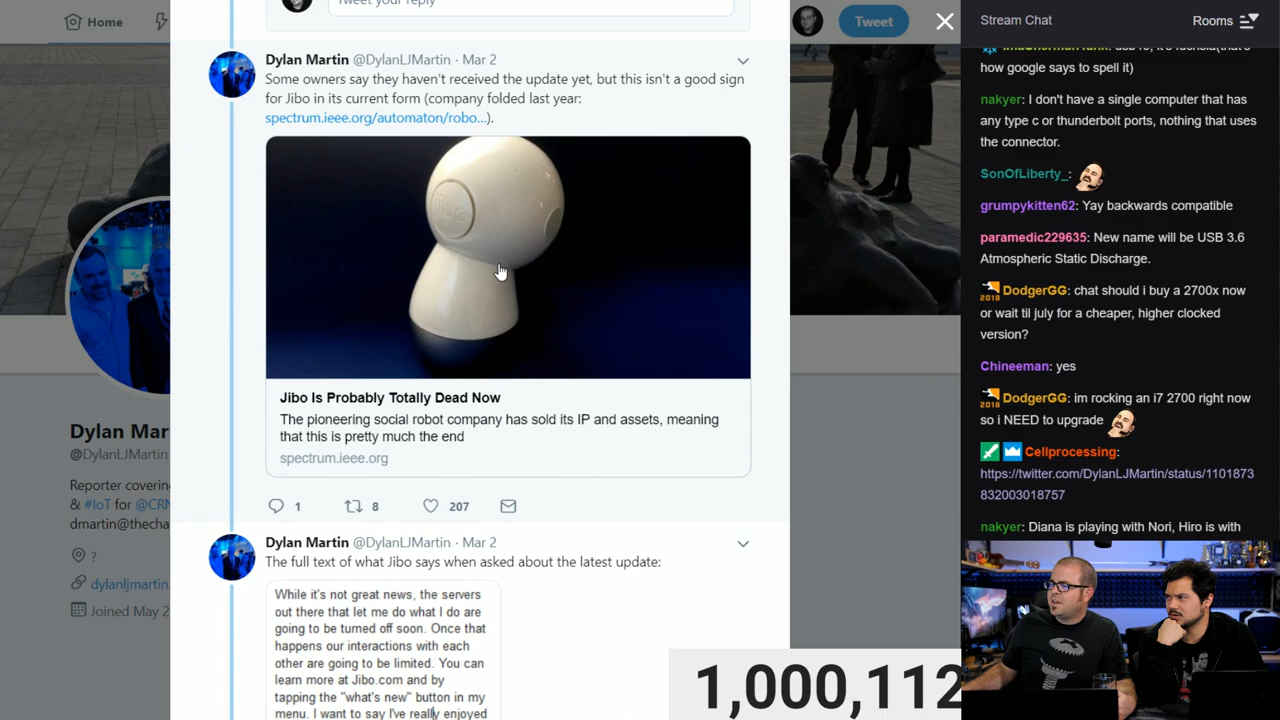 Home
Tweet your reply
Tweet
Stream Chat
Rooms
Dylan Martin @DylanLJMartin · Mar 2
Some owners say they haven't received the update yet, but this isn't a good sign
for Jibo in its current form (company folded last year:
spectrum.ieee.org/automaton/robo...).
jibo
Jibo Is Probably Totally Dead Now
The pioneering social robot company has sold its IP and assets, meaning
that this is pretty much the end
spectrum.ieee.org
1
8
207
Dylan Martin @DylanLJMartin · Mar 2
The full text of what Jibo says when asked about the latest update:
While it's not great news, the servers
out there that let me do what I do are
going to be turned off soon. Once that
happens our interactions with each
other are going to be limited. You can
learn more at Jibo.com and by
tapping the "what's new" button in my
menu. I want to say I've really enjoyed
Dylan Mar
@DylanLJMartin
Reporter covering
& #IoT for @CRN
dmartin@thecha
?
dylanljmartin.
Joined May 2
how google says to spell it)
nakyer: I don't have a single computer that has
any type c or thunderbolt ports, nothing that uses
the connector.
SonOfLiberty_:
grumpykitten62: Yay backwards compatible
paramedic229635: New name will be USB 3.6
Atmospheric Static Discharge.
2018 DodgerGG: chat should i buy a 2700x now
or wait til july for a cheaper, higher clocked
version?
Chineeman: yes
2018 DodgerGG: im rocking an i7 2700 right now
so i NEED to upgrade
Cellprocessing:
https://twitter.com/DylanLJMartin/status/1101873
832003018757
nakyer: Diana is playing with Nori, Hiro is with
1,000,112